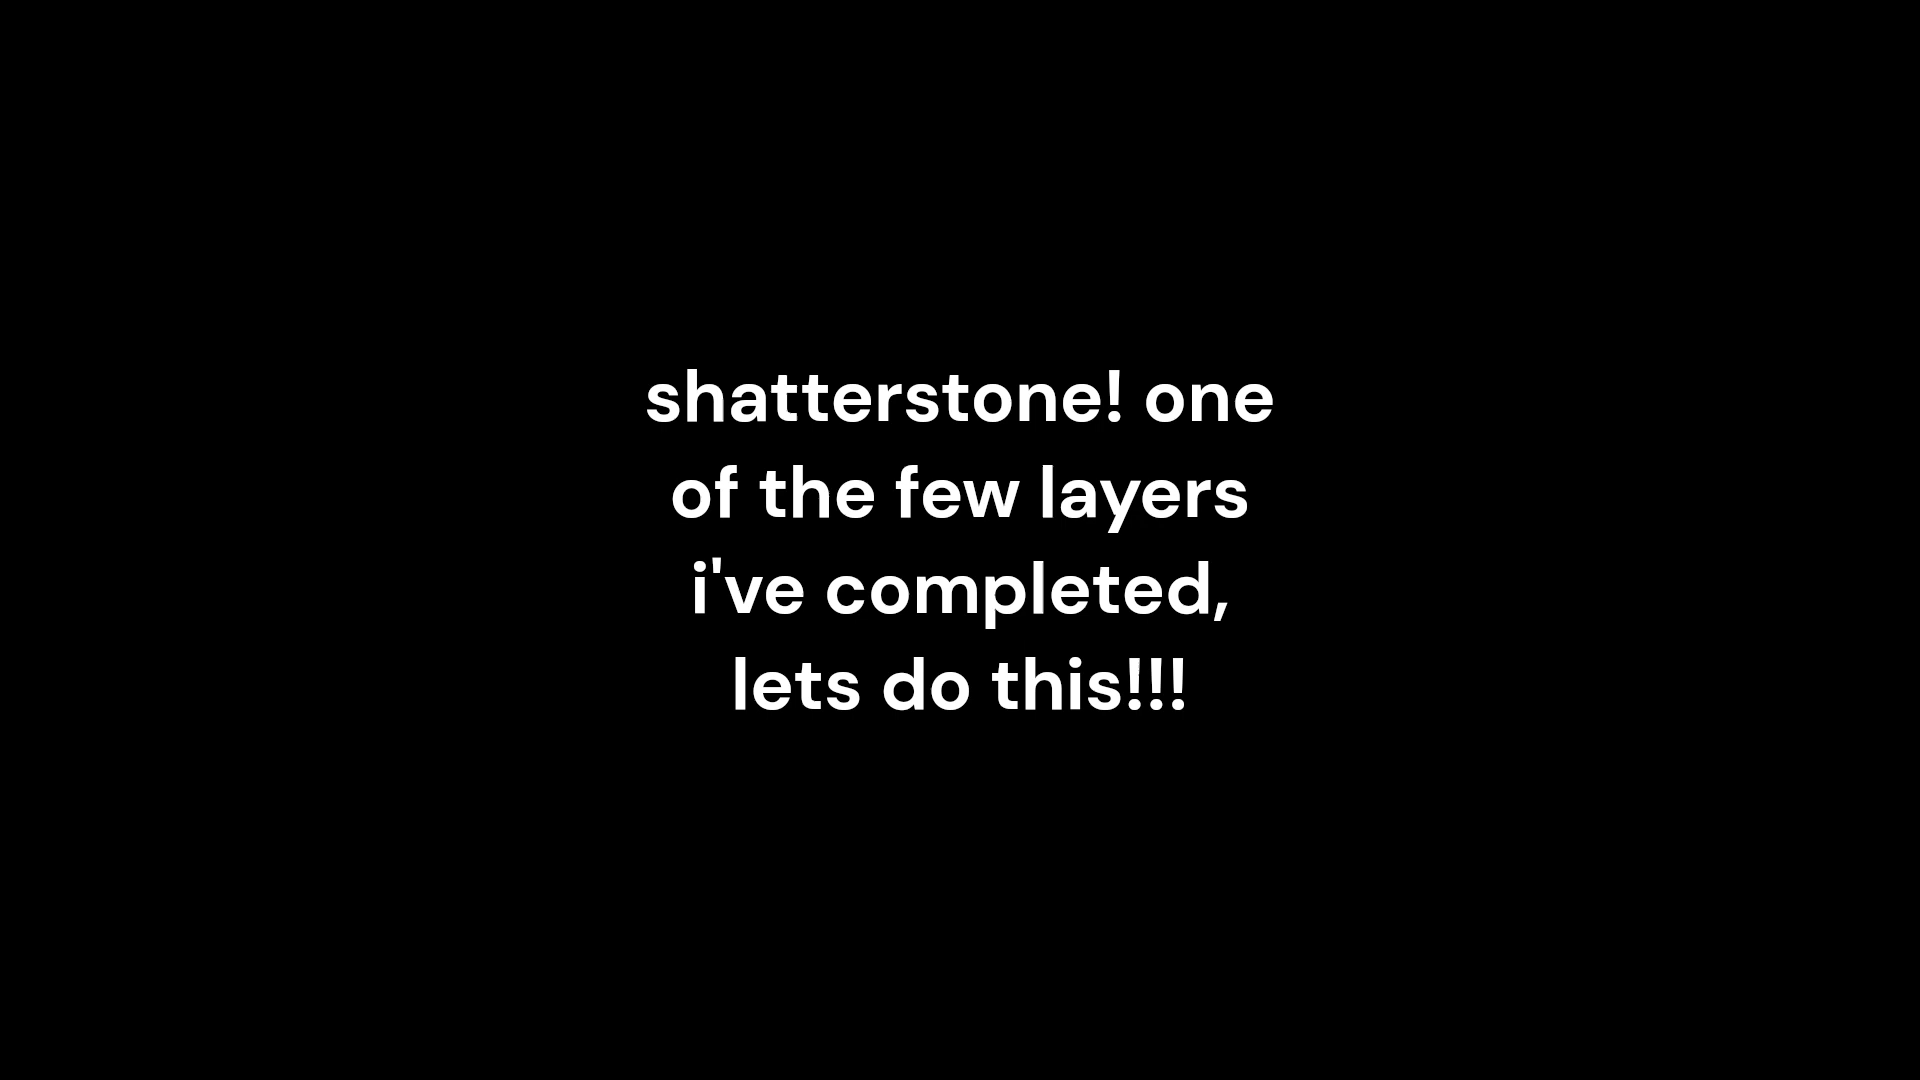 shatterstone! one
of the few layers
i've completed,
lets do this!!!